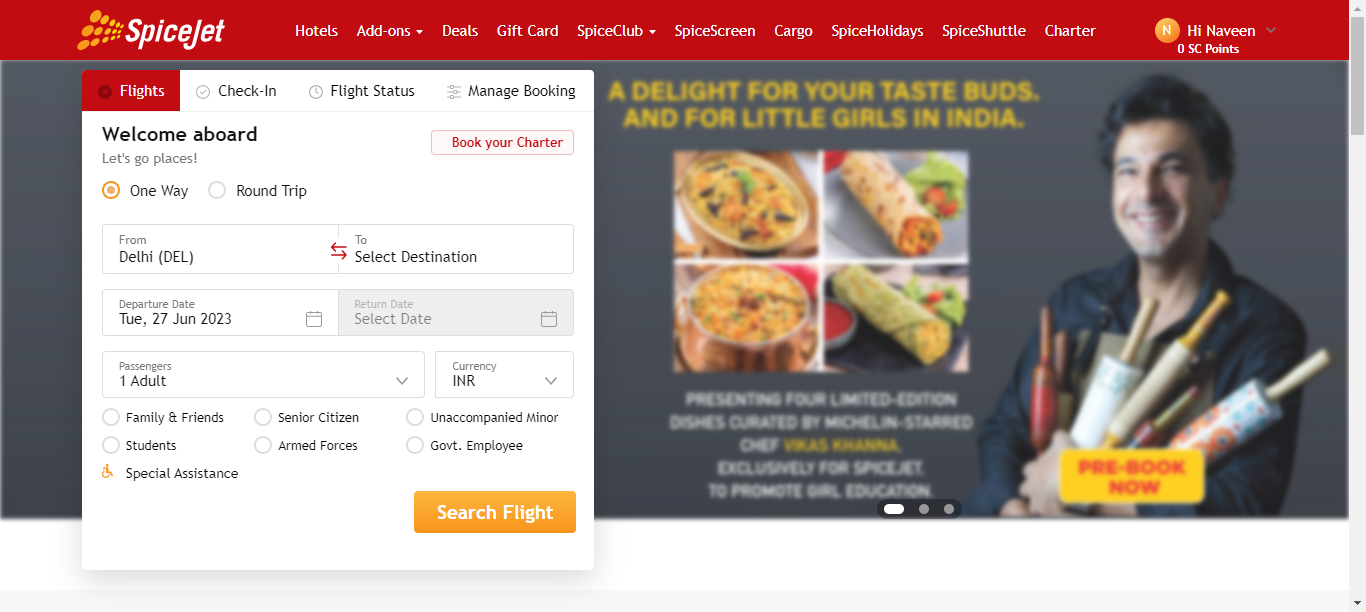 SpiceJet
Hotels Add-ons Deals Gift Card SpiceClub SpiceScreen Cargo SpiceHolidays SpiceShuttle Charter
N Hi Naveen
0 SC Points
Flights Check-In Flight Status Manage Booking
Welcome aboard
Let's go places!
Book your Charter
One Way Round Trip
From
Delhi (DEL)
To
Select Destination
Departure Date
Tue, 27 Jun 2023
Return Date
Select Date
Passengers
1 Adult
Currency
INR
Family & Friends Senior Citizen Unaccompanied Minor
Students Armed Forces Govt. Employee
Special Assistance
Search Flight
A DELIGHT FOR YOUR TASTE BUDS.
AND FOR LITTLE GIRLS IN INDIA.
PRESENTING FOUR LIMITED-EDITION
DISHES CURATED BY MICHELIN-STARRED
CHEF VIKAS KHANNA.
EXCLUSIVELY FOR SPICEJET.
TO PROMOTE GIRL EDUCATION.
PRE-BOOK
NOW